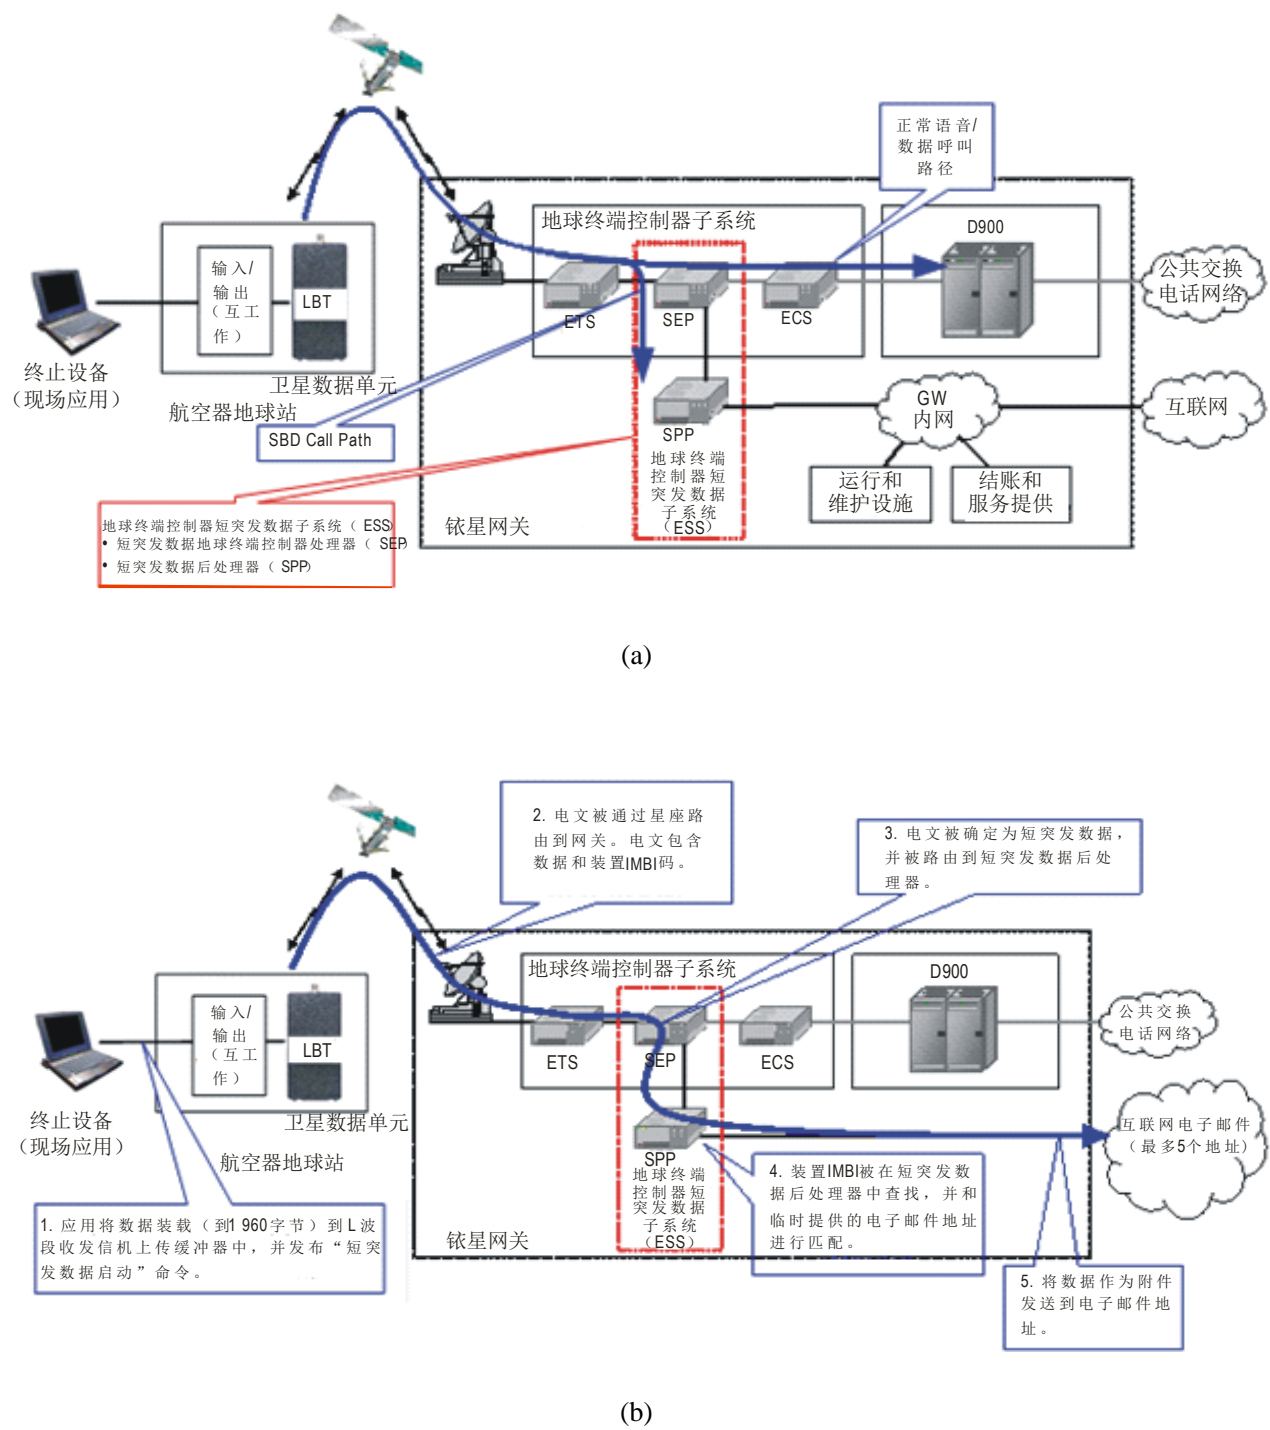 正常语音/
数据呼叫
路径
地球终端控制器子系统
D900
输入/
输出
（互工
作）
LBT
ETS
SEP
ECS
公共交换
电话网络
终止设备
（现场应用）
卫星数据单元
航空器地球站
SBD Call Path
SPP
GW
内网
互联网
地球终端
控制器短
突发数据
子系统
（ESS）
运行和
维护设施
结账和
服务提供
铱星网关
地球终端控制器短突发数据子系统（ESS）
• 短突发数据地球终端控制器处理器（SEP）
• 短突发数据后处理器（SPP）
(a)
2. 电文被通过星座路
由到网关。电文包含
数据和装置IMBI码。
3. 电文被确定为短突发数据，
并被路由到短突发数据后处
理器。
地球终端控制器子系统
D900
输入/
输出
（互工
作）
LBT
ETS
SEP
ECS
公共交换
电话网络
终止设备
（现场应用）
卫星数据单元
航空器地球站
互联网电子邮件
（最多5个地址）
SPP
地球终端
控制器短
突发数据
子系统
（ESS）
铱星网关
4. 装置IMBI被在短突发数
据后处理器中查找，并和
临时提供的电子邮件地址
进行匹配。
1. 应用将数据装载（到1 960字节）到L波
段收发信机上传缓冲器中，并发布“短突
发数据启动”命令。
5. 将数据作为附件
发送到电子邮件地
址。
(b)